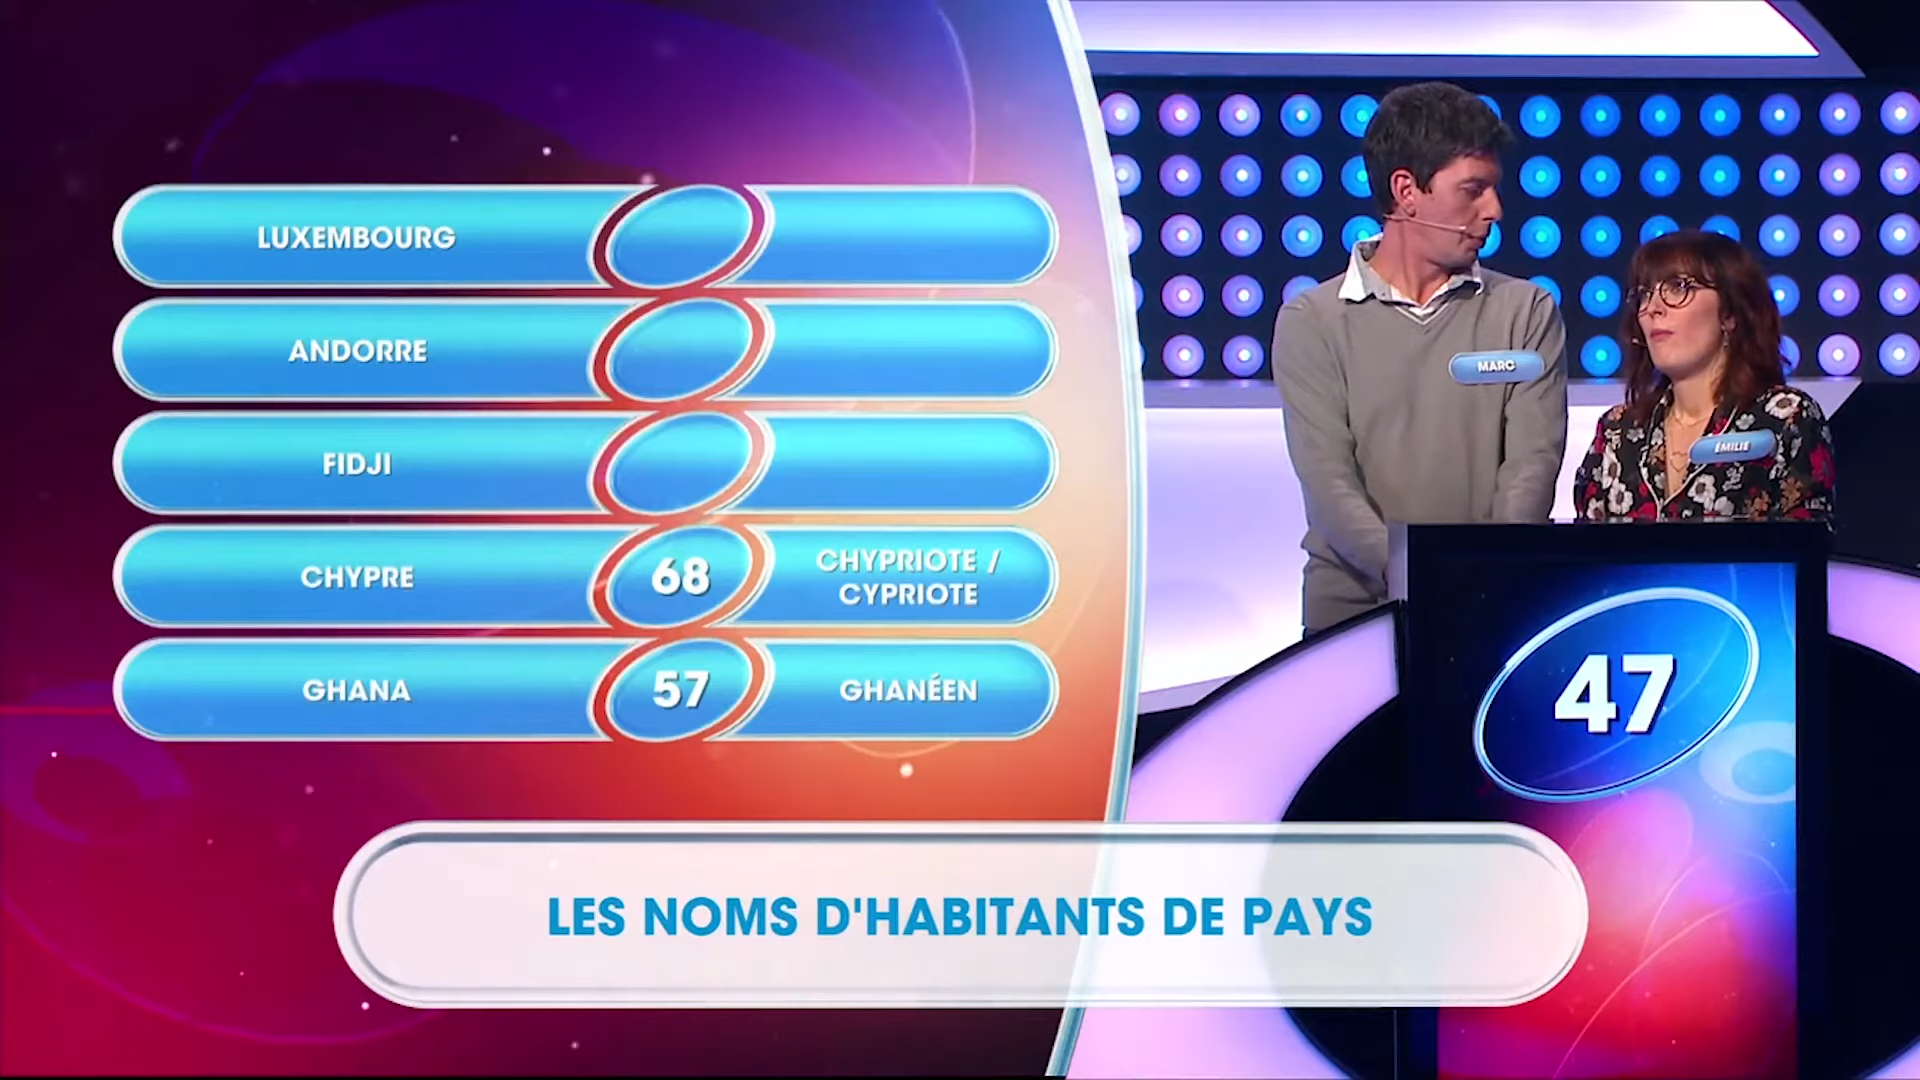 LUXEMBOURG
ANDORRE
FIDJI
CHYPRE 68 CHYPRIOTE /
CYPRIOTE
GHANA 57 GHANÉEN
MARC
ÉMILIE
47
LES NOMS D'HABITANTS DE PAYS